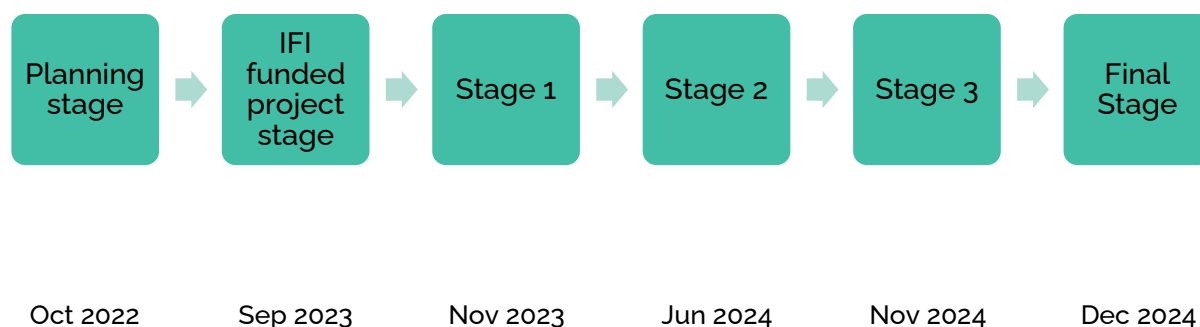 Planning
stage
IFI
funded
project
stage
Stage 1
Stage 2
Stage 3
Final
Stage
Oct 2022
Sep 2023
Nov 2023
Jun 2024
Nov 2024
Dec 2024